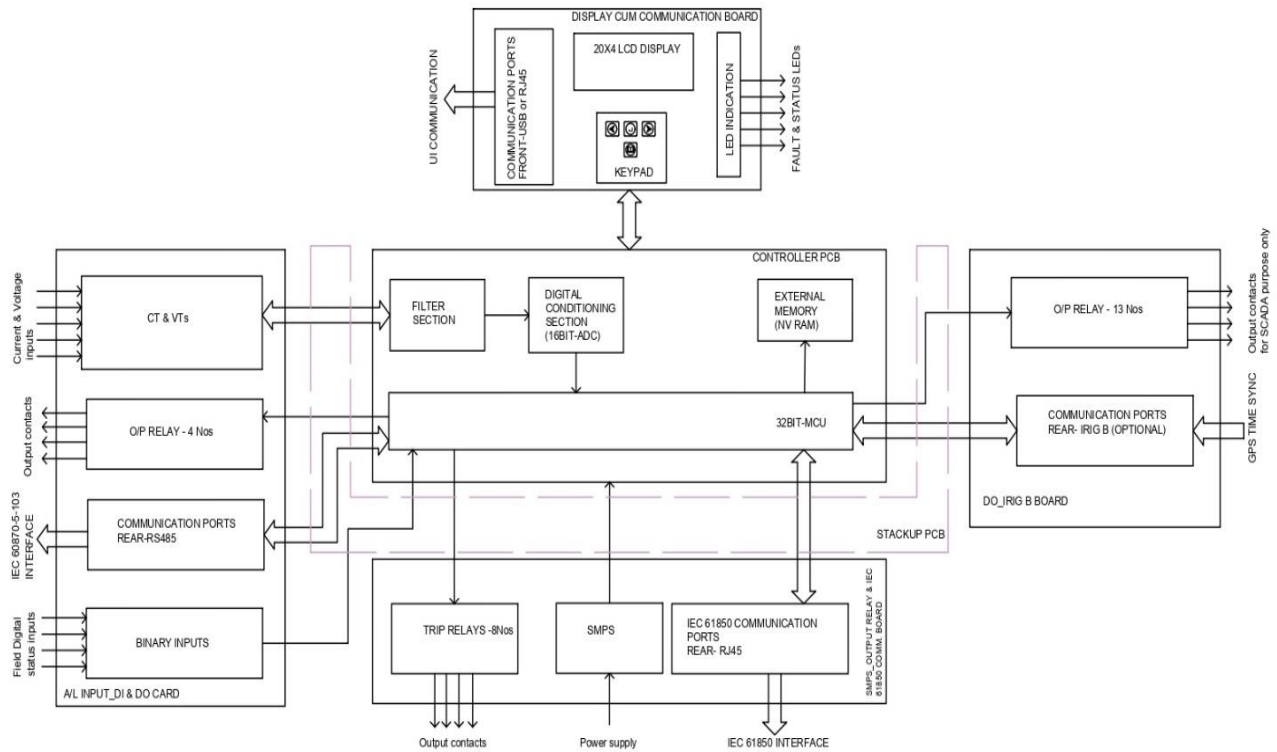 DISPLAY CUM COMMUNICATION BOARD
UI COMMUNICATION
COMMUNICATION PORTS
FRONT-USB or RJ45
20X4 LCD DISPLAY
KEYPAD
LED INDICATION
FAULT & STATUS LEDs
Current & Voltage
inputs
CT & VTs
Output contacts
O/P RELAY - 4 Nos
IEC 60870-5-103
INTERFACE
COMMUNICATION PORTS
REAR-RS485
Field Digital
status inputs
BINARY INPUTS
A/L INPUT_DI & DO CARD
CONTROLLER PCB
FILTER
SECTION
DIGITAL
CONDITIONING
SECTION
(16BIT-ADC)
EXTERNAL
MEMORY
(NV RAM)
32BIT-MCU
STACKUP PCB
O/P RELAY - 13 Nos
Output contacts
for SCADA purpose only
COMMUNICATION PORTS
REAR- IRIG B (OPTIONAL)
GPS TIME SYNC
DO_IRIG B BOARD
TRIP RELAYS -8Nos
SMPS
IEC 61850 COMMUNICATION
PORTS
REAR- RJ45
SMPS_OUTPUT RELAY & IEC
61850 COMM. BOARD
Output contacts
Power supply
IEC 61850 INTERFACE